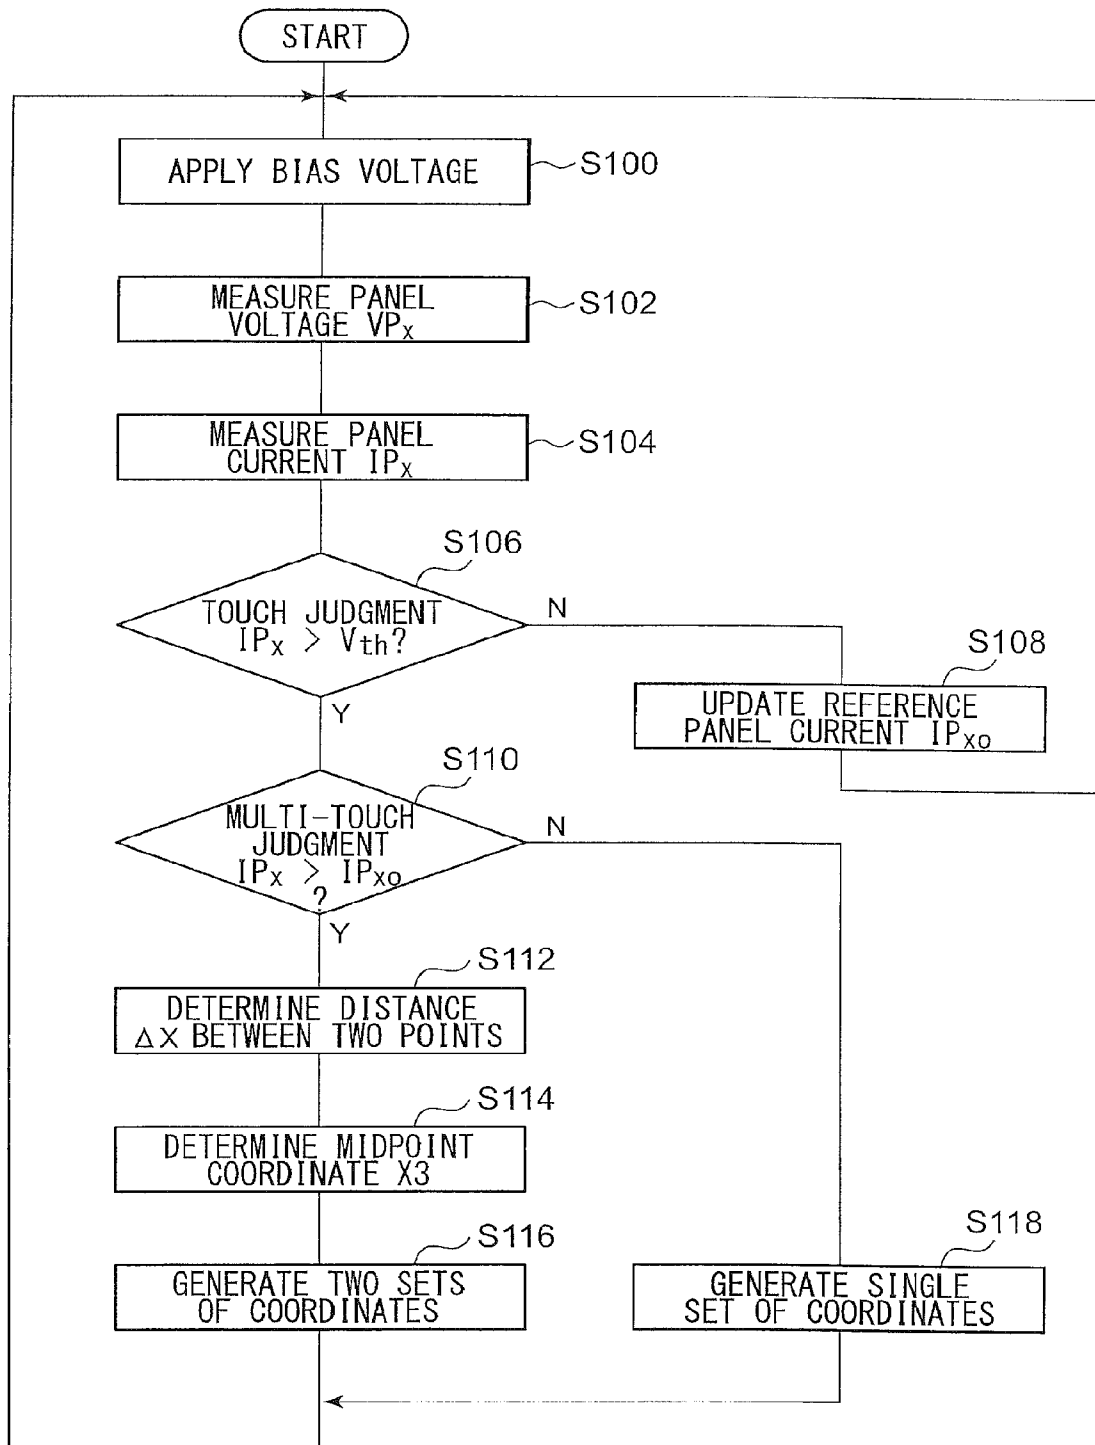 START
APPLY BIAS VOLTAGE
S100
MEASURE PANEL
VOLTAGE VPx
S102
MEASURE PANEL
CURRENT IPx
S104
S106
TOUCH JUDGMENT
IPx > Vth?
N
Y
S108
UPDATE REFERENCE
PANEL CURRENT IPxo
S110
MULTI-TOUCH
JUDGMENT
IPx > IPxo
?
N
Y
S112
DETERMINE DISTANCE
ΔX BETWEEN TWO POINTS
S114
DETERMINE MIDPOINT
COORDINATE X3
S116
GENERATE TWO SETS
OF COORDINATES
S118
GENERATE SINGLE
SET OF COORDINATES